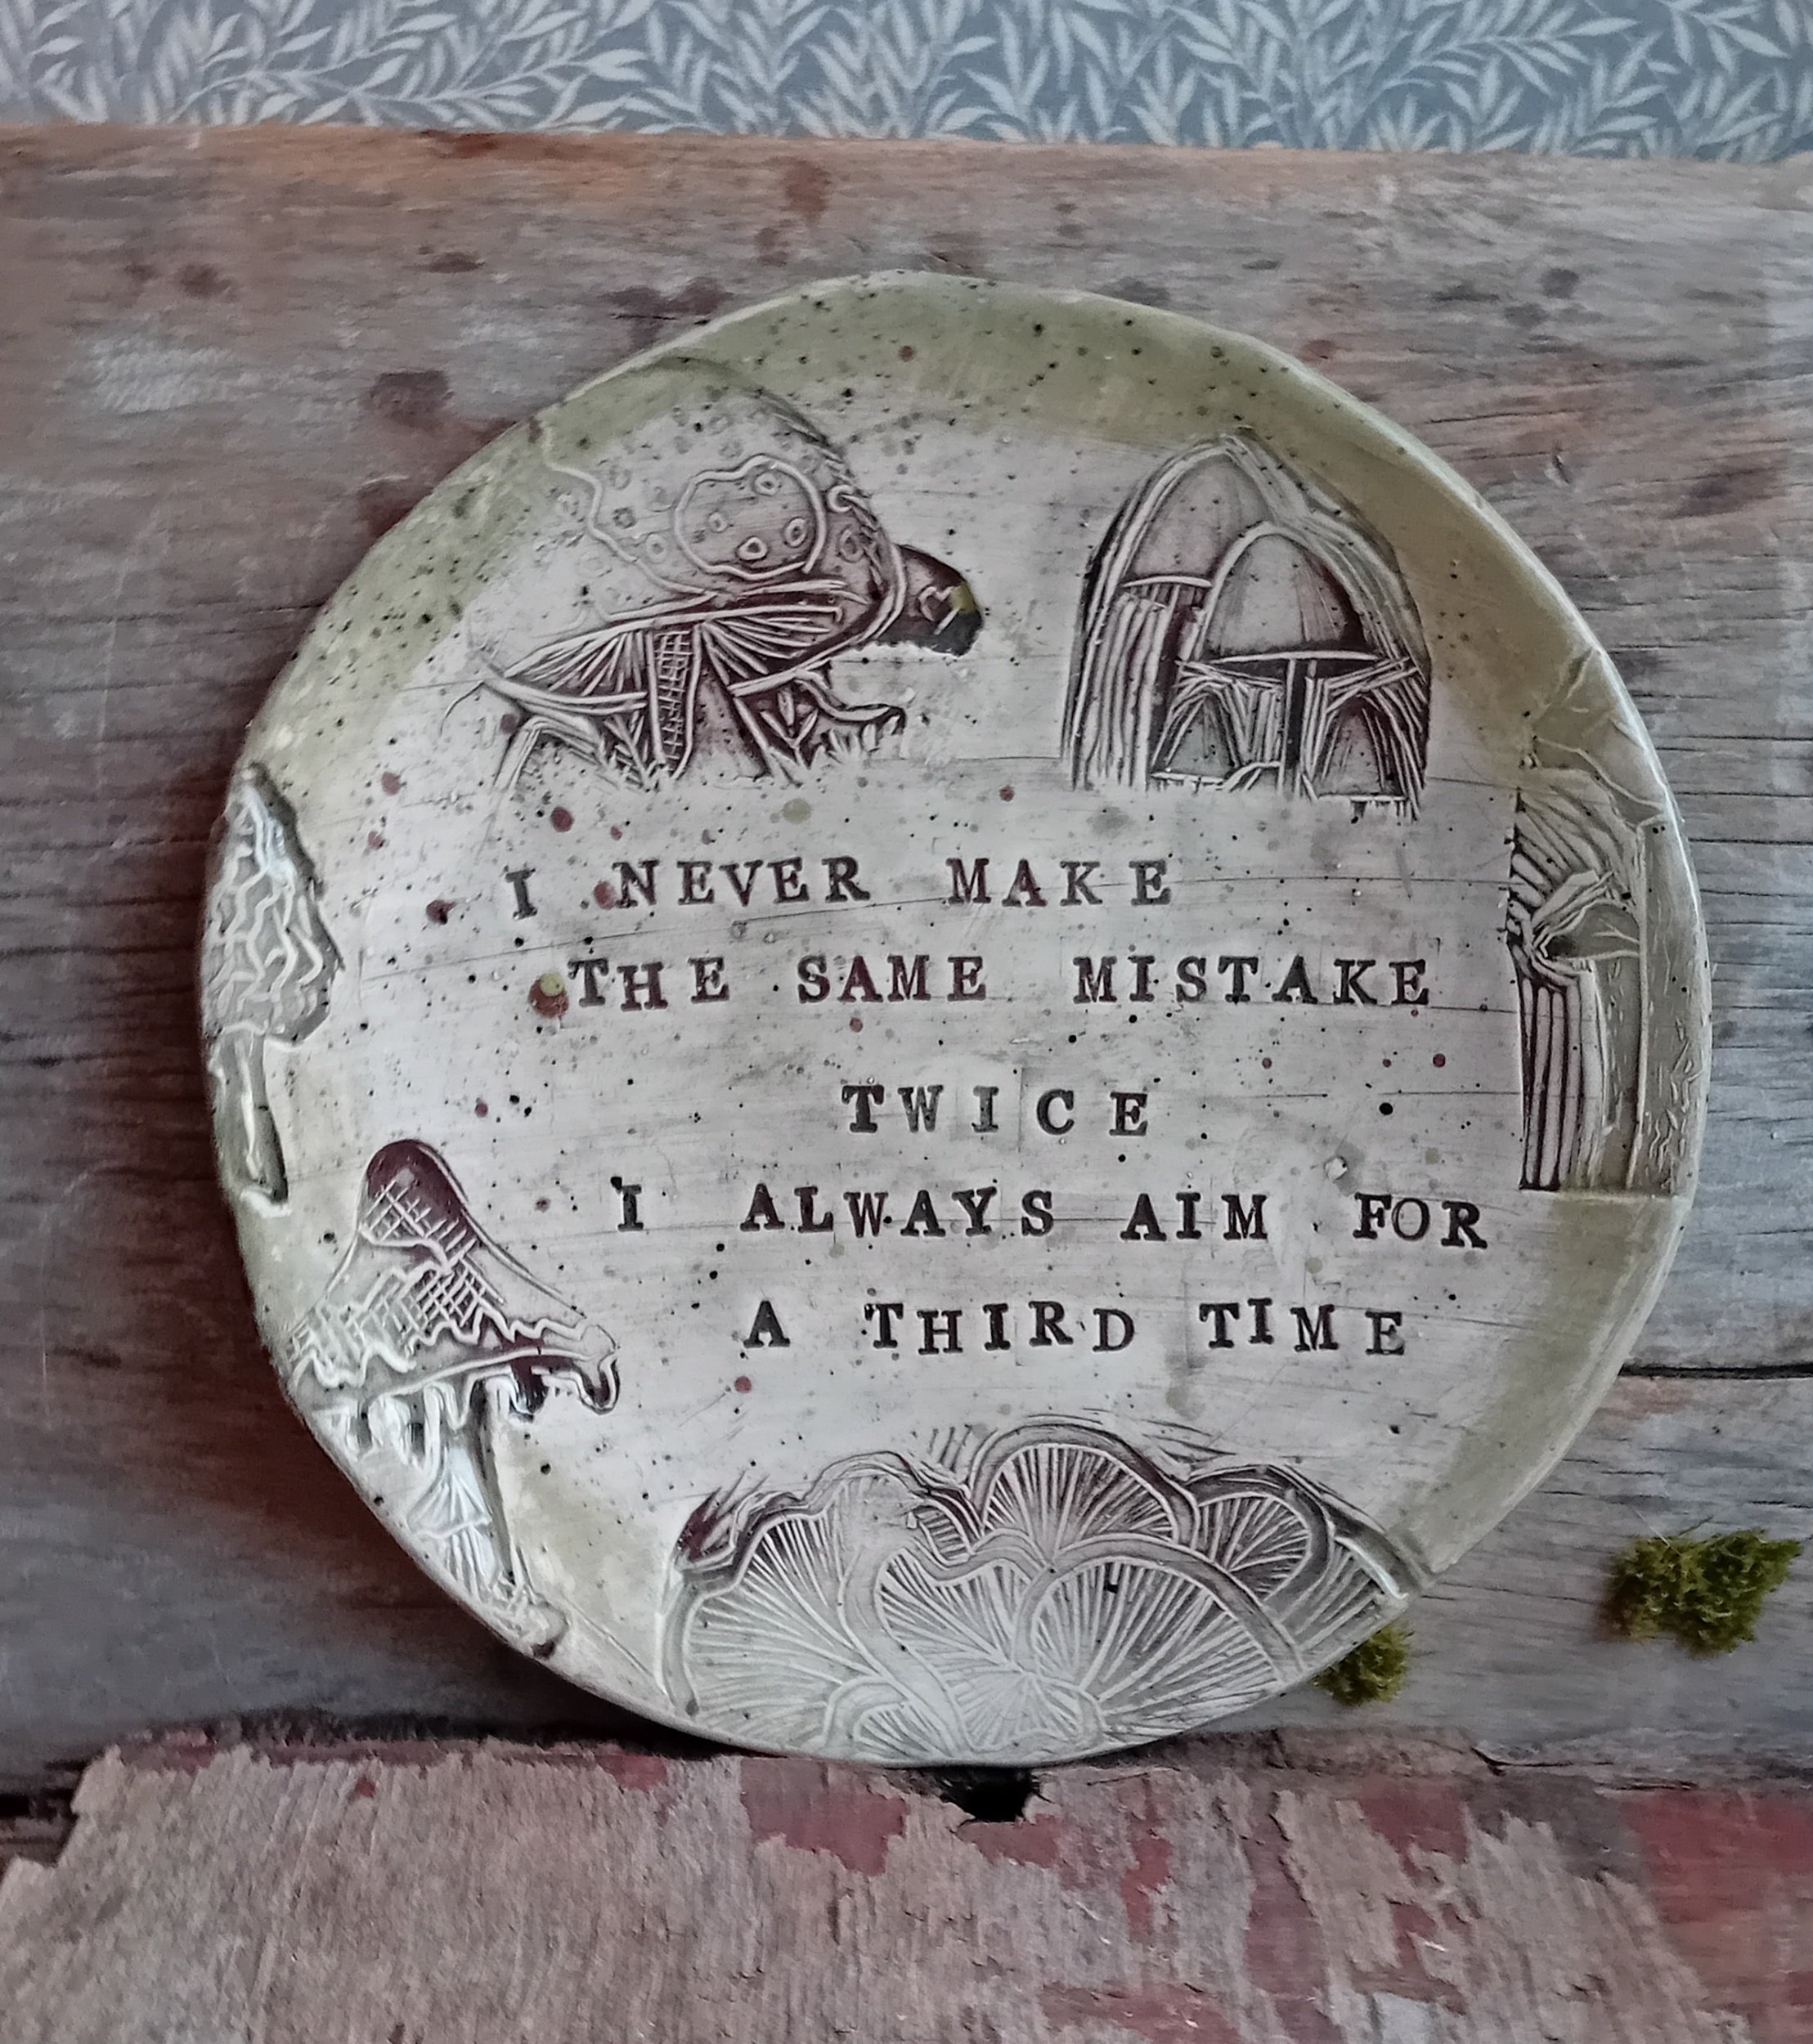 I NEVER MAKE
THE SAME MISTAKE
TWICE
I ALWAYS AIM FOR
A THIRD TIME